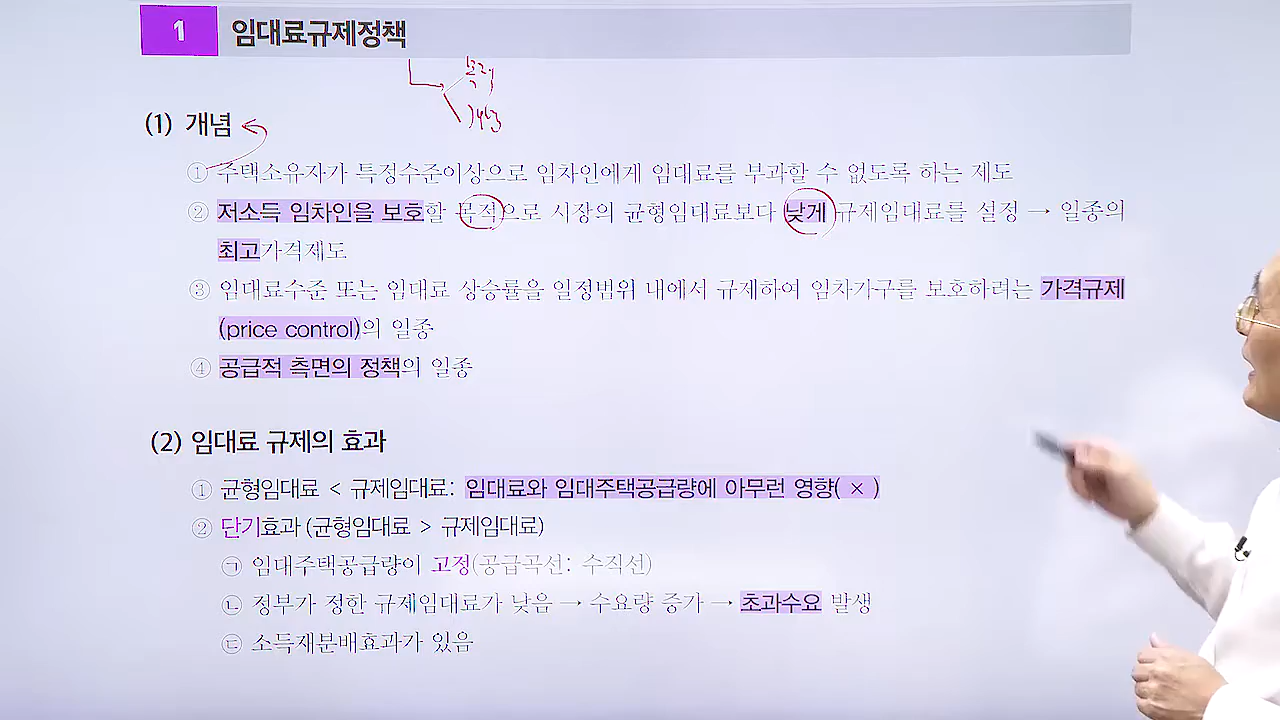 1 임대료규제정책
(1) 개념
① 주택소유자가 특정수준이상으로 임차인에게 임대료를 부과할 수 없도록 하는 제도
② 저소득 임차인을 보호할 목적으로 시장의 균형임대료보다 낮게 규제임대료를 설정 → 일종의
최고가격제도
③ 임대료수준 또는 임대료 상승률을 일정범위 내에서 규제하여 임차가구를 보호하려는 가격규제
(price control)의 일종
④ 공급적 측면의 정책의 일종
(2) 임대료 규제의 효과
① 균형임대료 < 규제임대료: 임대료와 임대주택공급량에 아무런 영향( × )
② 단기효과 (균형임대료 > 규제임대료)
㉠ 임대주택공급량이 고정(공급곡선: 수직선)
㉡ 정부가 정한 규제임대료가 낮음 → 수요량 증가 → 초과수요 발생
㉢ 소득재분배효과가 있음